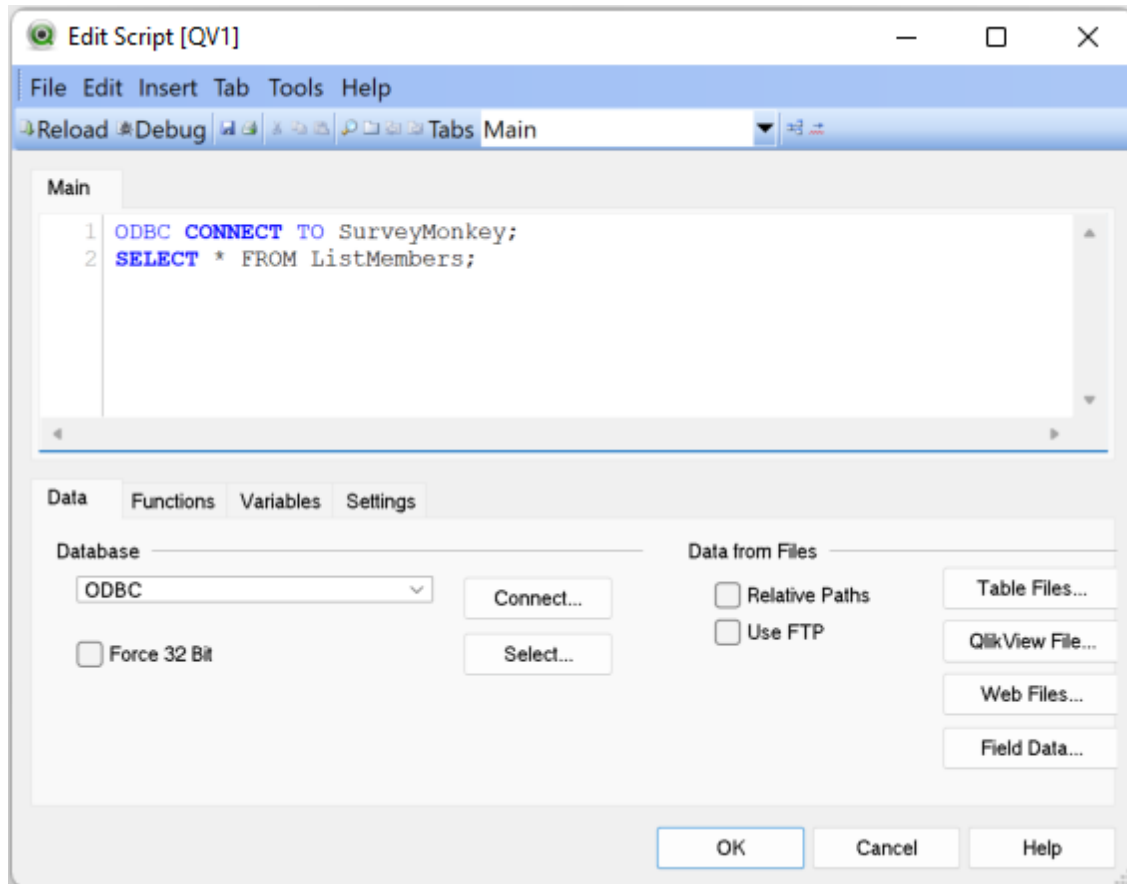 Edit Script [QV1]
File Edit Insert Tab Tools Help
Reload Debug Tabs Main
Main
1 ODBC CONNECT TO SurveyMonkey;
2 SELECT * FROM ListMembers;
Data Functions Variables Settings
Database Data from Files
ODBC Connect... Relative Paths Table Files...
Force 32 Bit Select... Use FTP QlikView File...
Web Files...
Field Data...
OK Cancel Help